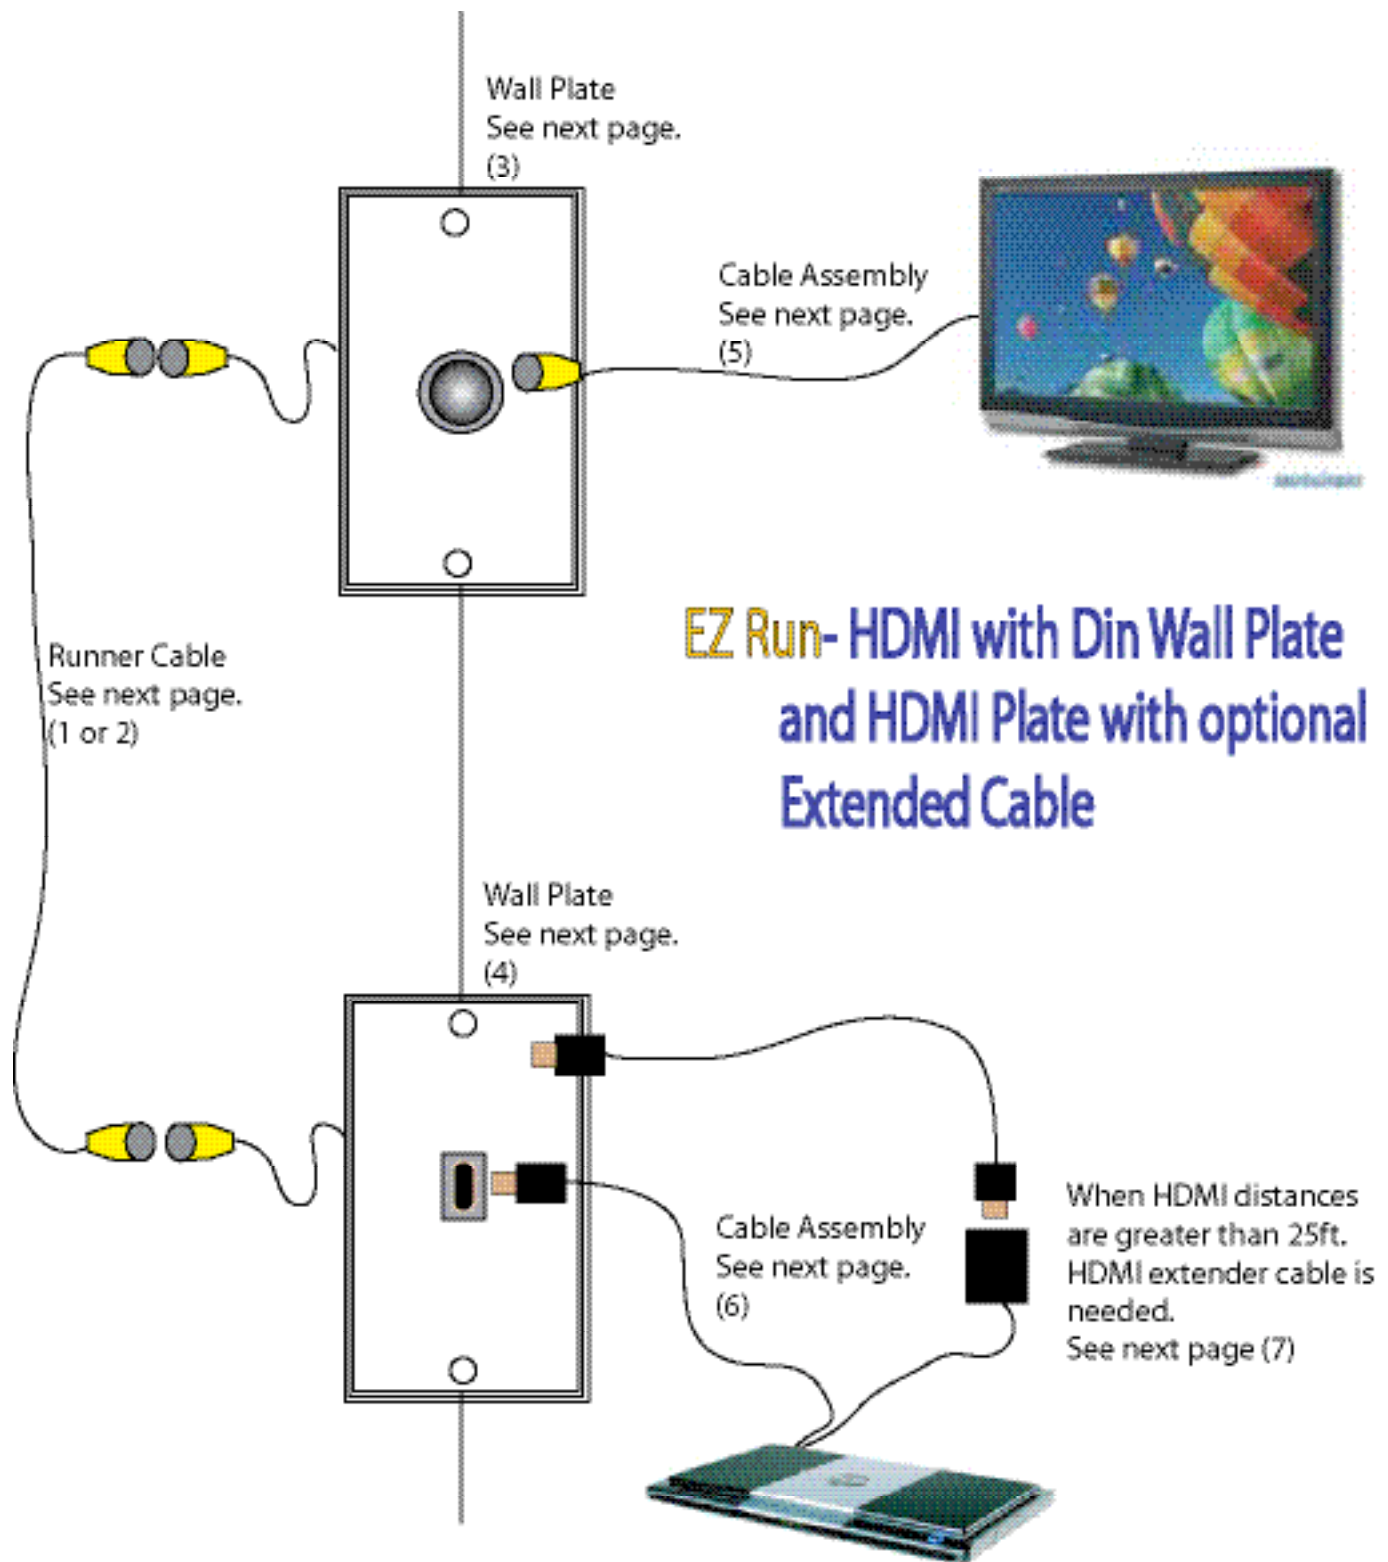 Wall Plate
See next page.
(3)
Cable Assembly
See next page.
(5)
EZ Run- HDMI with Din Wall Plate
and HDMI Plate with optional
Extended Cable
Runner Cable
See next page.
(1 or 2)
Wall Plate
See next page.
(4)
Cable Assembly
See next page.
(6)
When HDMI distances
are greater than 25ft.
HDMI extender cable is
needed.
See next page (7)